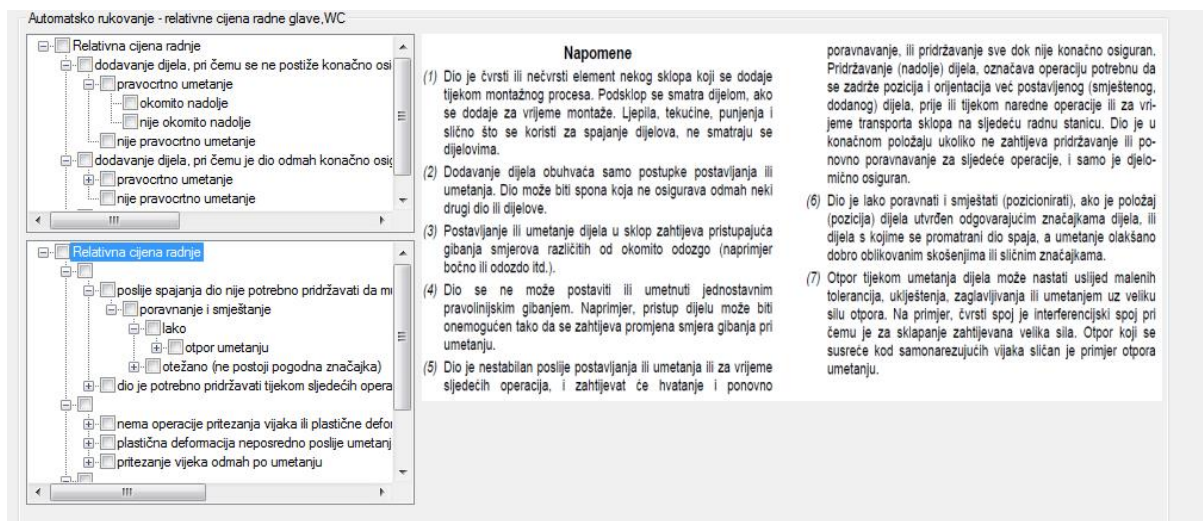 Automatsko rukovanje - relativne cijena radne glave,WC
Relativna cijena radnje
dodavanje dijela, pri čemu se ne postiže konačno osi
pravocrtno umetanje
okomito nadolje
nije okomito nadolje
nije pravocrtno umetanje
dodavanje dijela, pri čemu je dio odmah konačno osig
pravocrtno umetanje
nije pravocrtno umetanje
Relativna cijena radnje
poslije spajanja dio nije potrebno pridržavati da mu
poravnanje i smještanje
lako
otpor umetanju
otežano (ne postoji pogodna značajka)
dio je potrebno pridržavati tijekom sljedećih opera
nema operacije pritezanja vijaka ili plastične defor
plastična deformacija neposredno poslije umetanj
pritezanje vijeka odmah po umetanju
Napomene
(1) Dio je čvrsti ili nečvrsti element nekog sklopa koji se dodaje
tijekom montažnog procesa. Podsklop se smatra dijelom, ako
se dodaje za vrijeme montaže. Ljepila, tekućine, punjenja i
slično što se koristi za spajanje dijelova, ne smatraju se
dijelovima.
(2) Dodavanje dijela obuhvaća samo postupke postavljanja ili
umetanja. Dio može biti spona koja ne osigurava odmah neki
drugi dio ili dijelove.
(3) Postavljanje ili umetanje dijela u sklop zahtijeva pristupajuća
gibanja smjerova različitih od okomito odozgo (naprimjer
bočno ili odozdo itd.).
(4) Dio se ne može postaviti ili umetnuti jednostavnim
pravolinijskim gibanjem. Naprimjer, pristup dijelu može biti
onemogućen tako da se zahtijeva promjena smjera gibanja pri
umetanju.
(5) Dio je nestabilan poslije postavljanja ili umetanja ili za vrijeme
sljedećih operacija, i zahtijevat će hvatanje i ponovno
poravnavanje, ili pridržavanje sve dok nije konačno osiguran.
Pridržavanje (nadolje) dijela, označava operaciju potrebnu da
se zadrže pozicija i orijentacija već postavljenog (smještenog,
dodanog) dijela, prije ili tijekom naredne operacije ili za vri-
jeme transporta sklopa na sljedeću radnu stanicu. Dio je u
konačnom položaju ukoliko ne zahtijeva pridržavanje ili po-
novno poravnavanje za sljedeće operacije, i samo je djelo-
mično osiguran.
(6) Dio je lako poravnati i smještati (pozicionirati), ako je položaj
(pozicija) dijela utvrđen odgovarajućim značajkama dijela, ili
dijela s kojime se promatrani dio spaja, a umetanje olakšano
dobro oblikovanim skošenjima ili sličnim značajkama.
(7) Otpor tijekom umetanja dijela može nastati uslijed malenih
tolerancija, uklještenja, zaglavljivanja ili umetanjem uz veliku
silu otpora. Na primjer, čvrsti spoj je interferencijski spoj pri
čemu je za sklapanje zahtijevana velika sila. Otpor koji se
susreće kod samonarezujućih vijaka sličan je primjer otpora
umetanju.